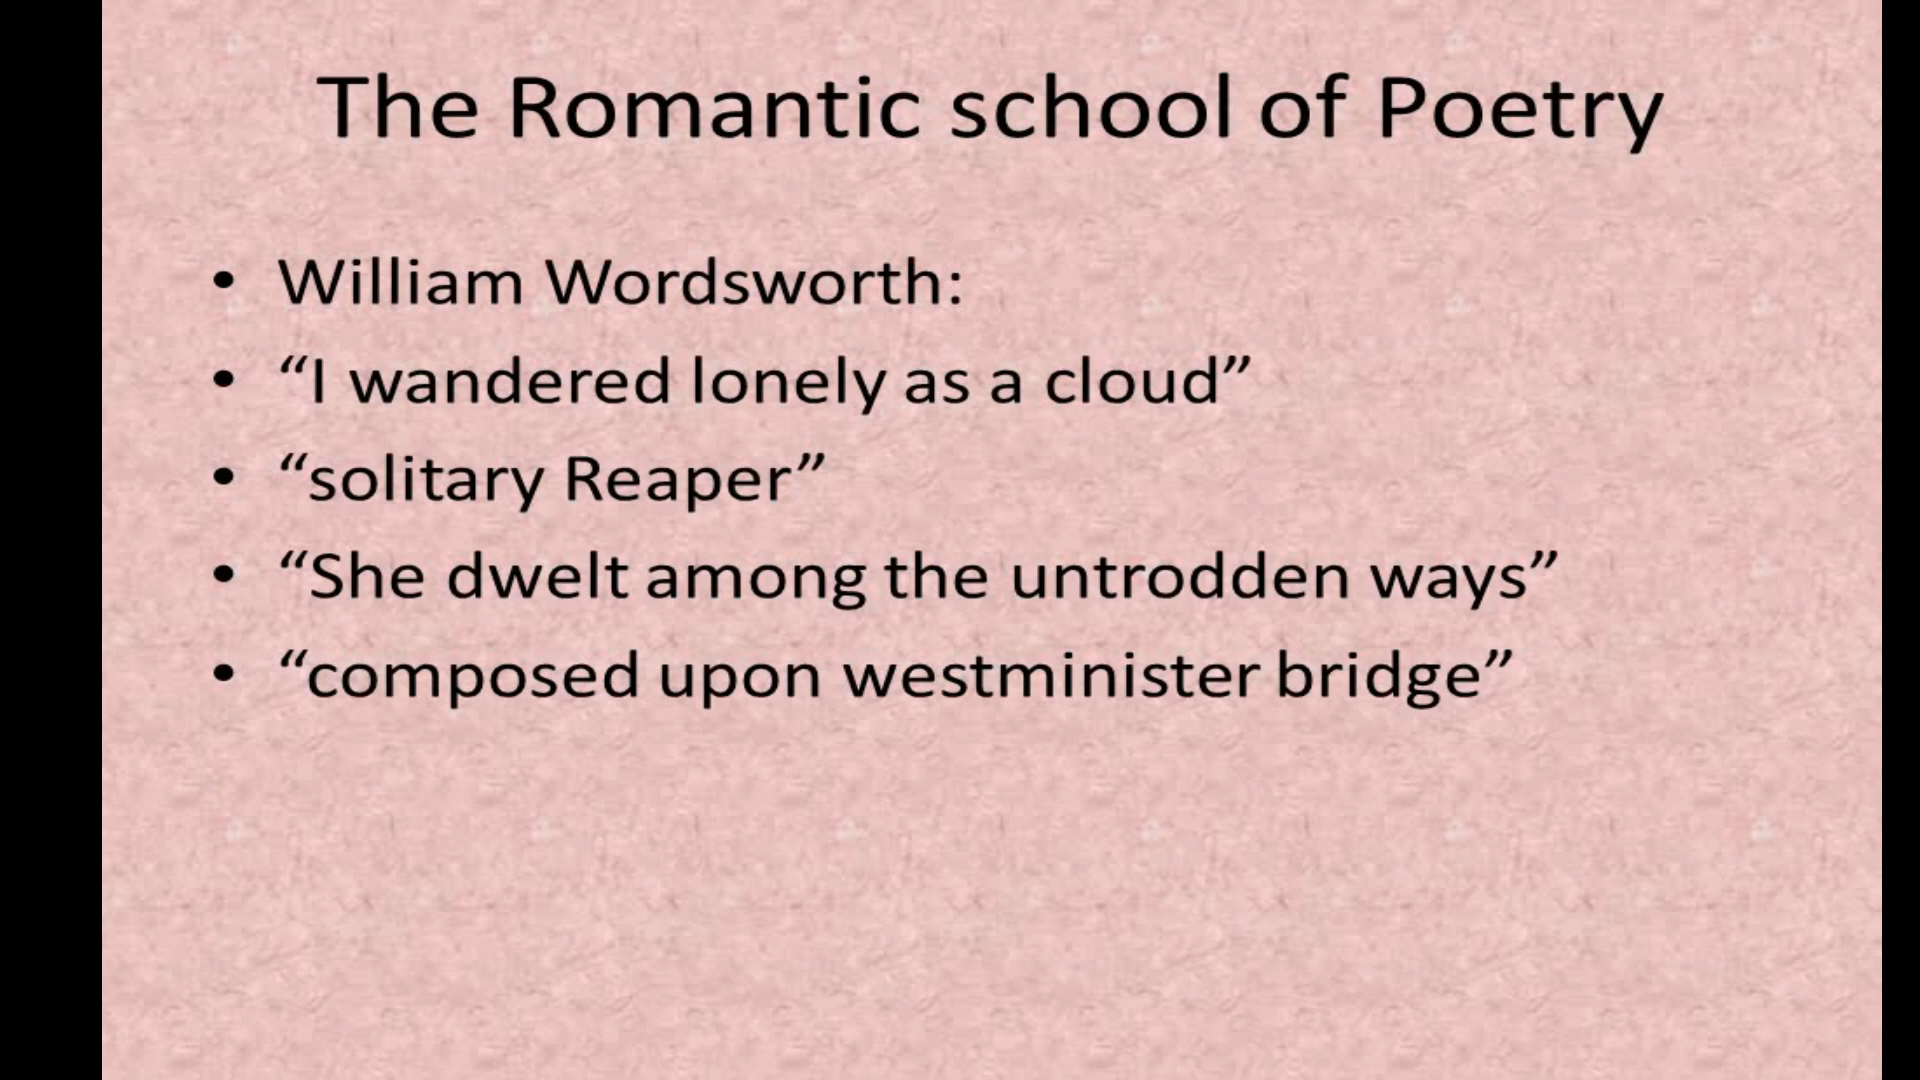 The Romantic school of Poetry
• William Wordsworth:
• “I wandered lonely as a cloud”
• “solitary Reaper”
• “She dwelt among the untrodden ways”
• “composed upon westminister bridge”